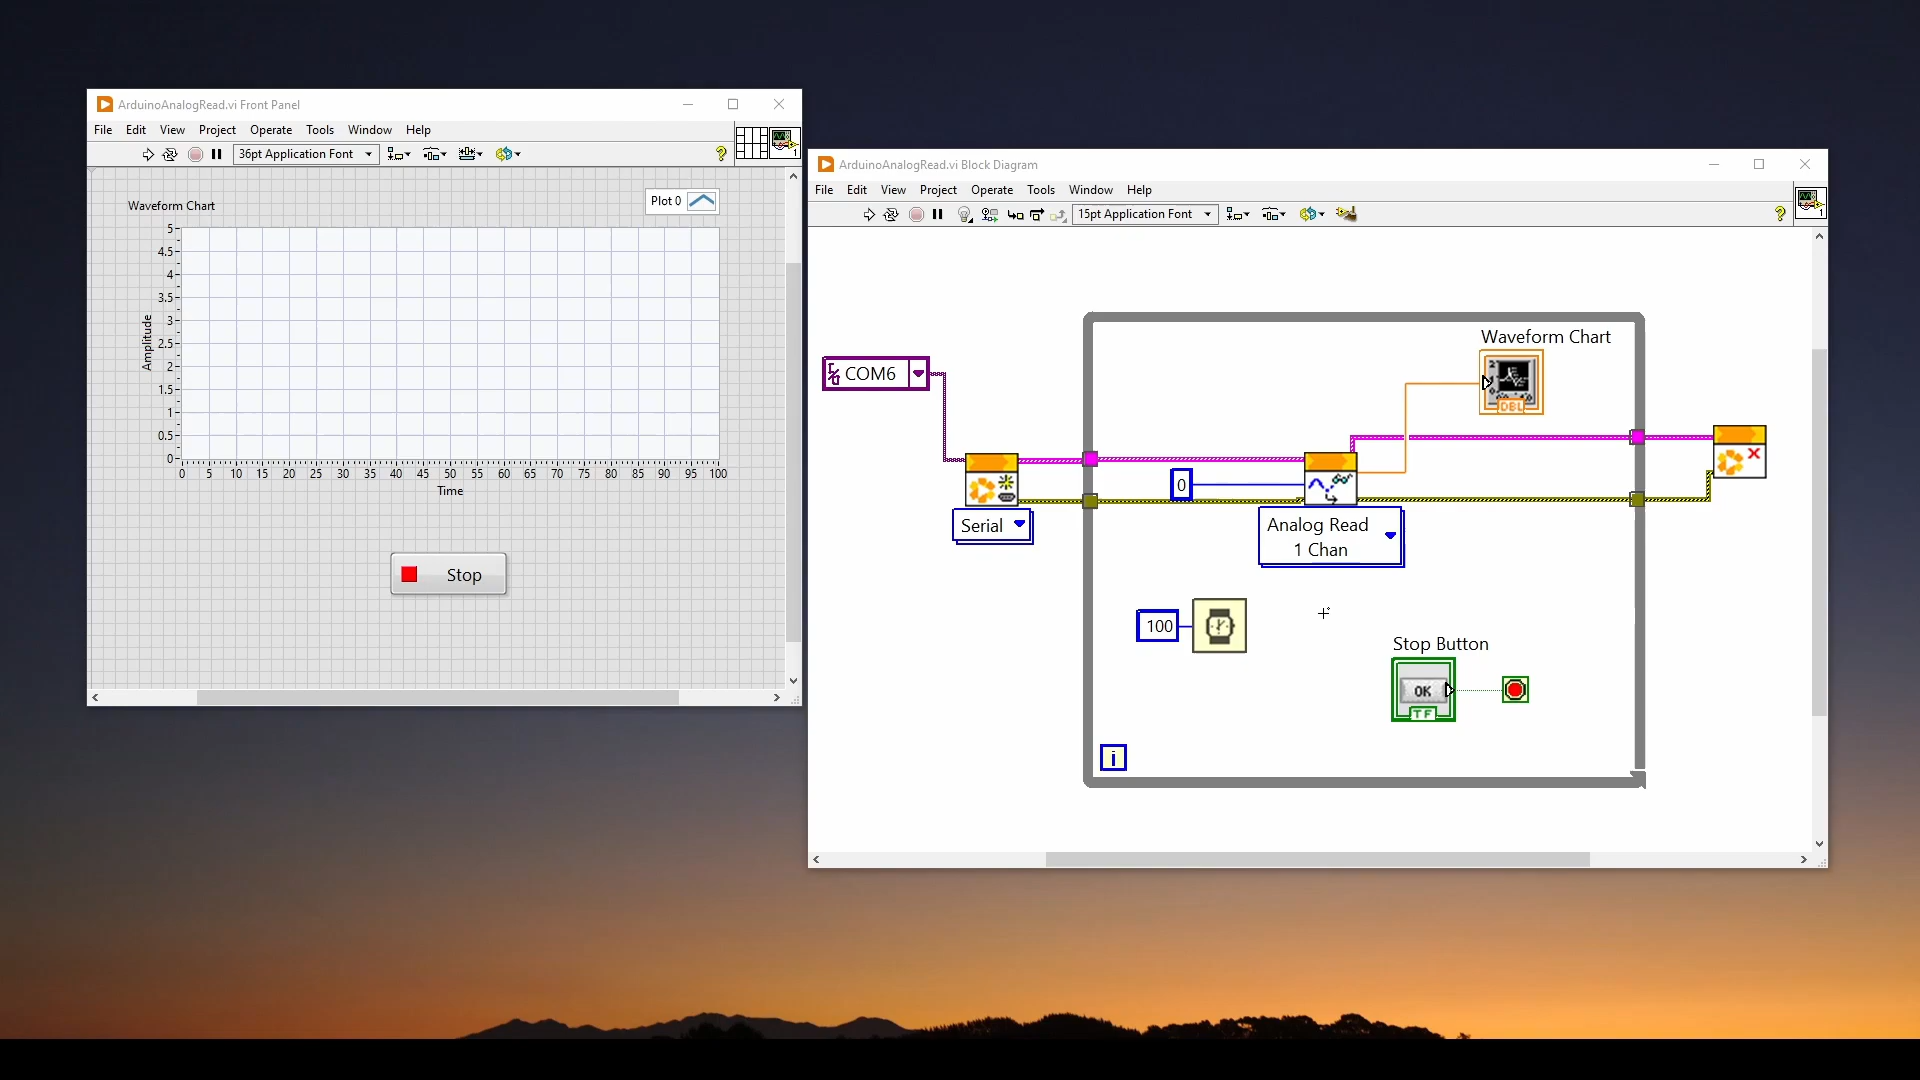 ArduinoAnalogRead.vi Front Panel
File Edit View Project Operate Tools Window Help
36pt Application Font
1
Waveform Chart
Plot 0
Amplitude
5
4.5
4
3.5
3
2.5
2
1.5
1
0.5
0
0 5 10 15 20 25 30 35 40 45 50 55 60 65 70 75 80 85 90 95 100
Time
Stop
ArduinoAnalogRead.vi Block Diagram
File Edit View Project Operate Tools Window Help
15pt Application Font
1
Waveform Chart
DBL
COM6
0
Serial
Analog Read
1 Chan
100
Stop Button
OK
TF
i